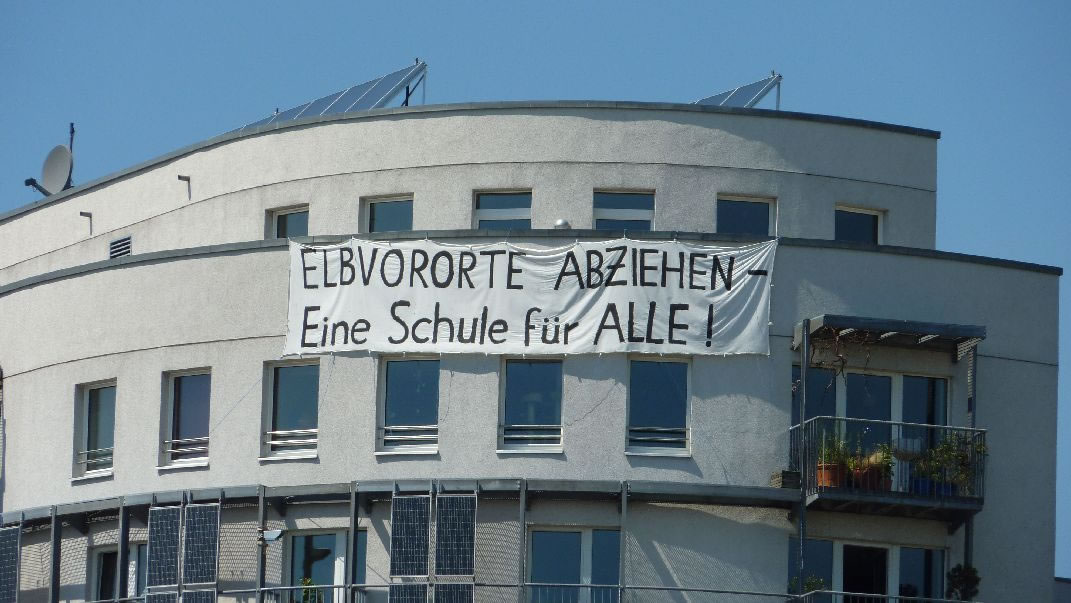 ELBVORORTE ABZIEHEN -
Eine Schule für ALLE!